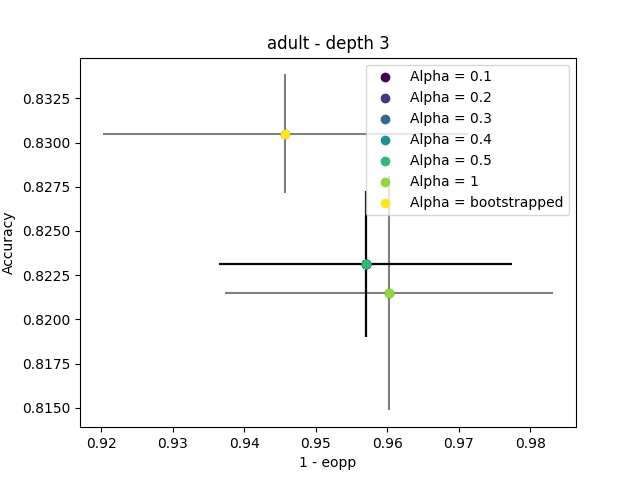 adult - depth 3
Alpha = 0.1
Alpha = 0.2
Alpha = 0.3
Alpha = 0.4
Alpha = 0.5
Alpha = 1
Alpha = bootstrapped
Accuracy
0.8325
0.8300
0.8275
0.8250
0.8225
0.8200
0.8175
0.8150
0.92 0.93 0.94 0.95 0.96 0.97 0.98
1 - eopp